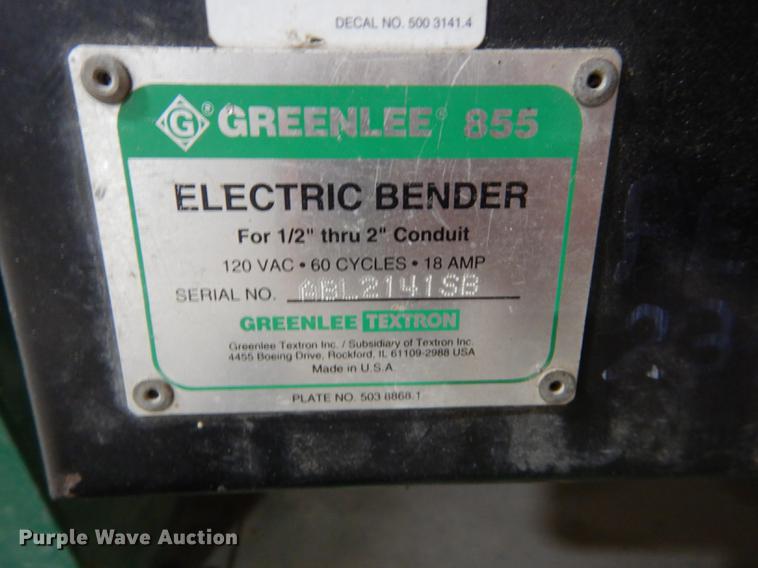 DECAL NO. 500 3141.4
G® GREENLEE® 855
ELECTRIC BENDER
For 1/2" thru 2" Conduit
120 VAC • 60 CYCLES • 18 AMP
SERIAL NO. ABL2141SB
GREENLEE TEXTRON
Greenlee Textron Inc. / Subsidiary of Textron Inc.
4455 Boeing Drive, Rockford, IL 61109-2988 USA
Made in U.S.A.
PLATE NO. 503 8868.1
Purple Wave Auction